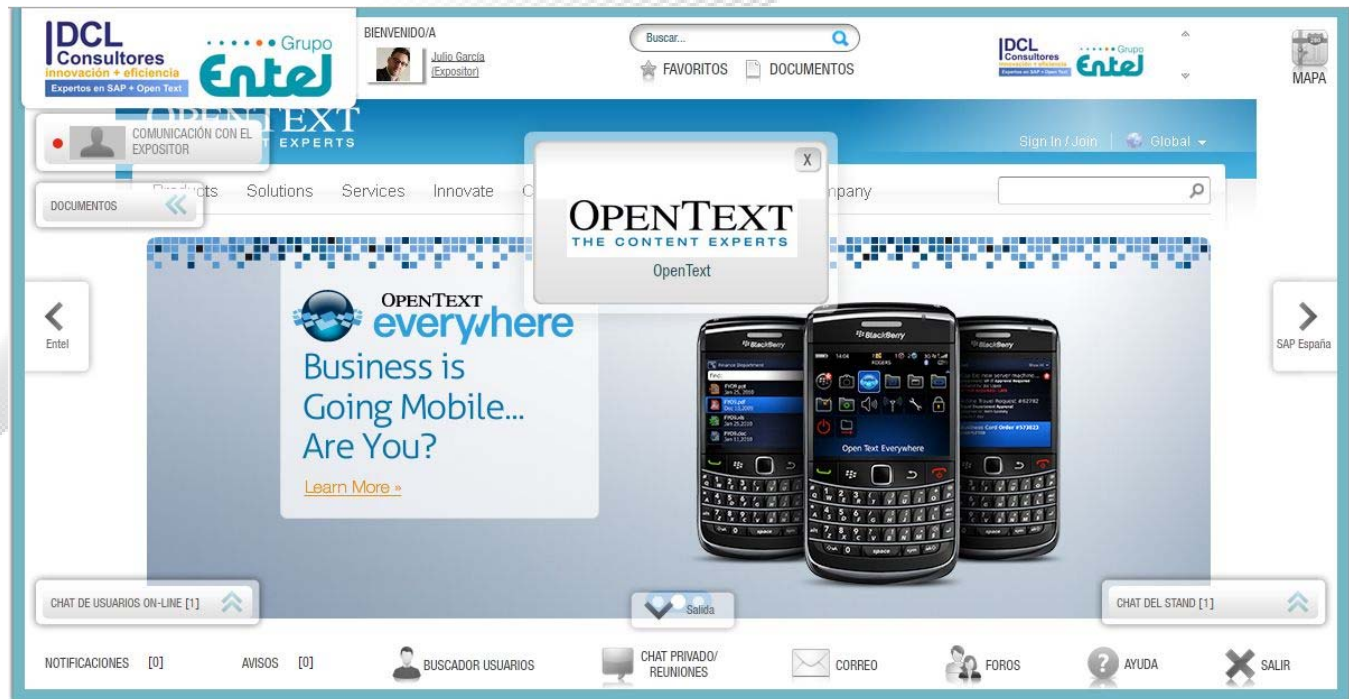 DCL
Consultores
innovación + eficiencia
Expertos en SAP + Open Text
Grupo
Entel
BIENVENIDO/A
Julio García
(Expositor)
Buscar...
FAVORITOS
DOCUMENTOS
DCL
Consultores
Grupo
Entel
MAPA
COMUNICACIÓN CON EL
EXPOSITOR
OPENTEXT
EXPERTS
Sign In / Join
Global
DOCUMENTOS
Products Solutions Services Innovate
X
OPENTEXT
THE CONTENT EXPERTS
OpenText
Entel
SAP España
OPENTEXT
everywhere
Business is
Going Mobile...
Are You?
Learn More »
BlackBerry
BlackBerry
BlackBerry
Open Text Everywhere
CHAT DE USUARIOS ON-LINE [1]
Salida
CHAT DEL STAND [1]
NOTIFICACIONES [0]
AVISOS [0]
BUSCADOR USUARIOS
CHAT PRIVADO/
REUNIONES
CORREO
FOROS
AYUDA
SALIR